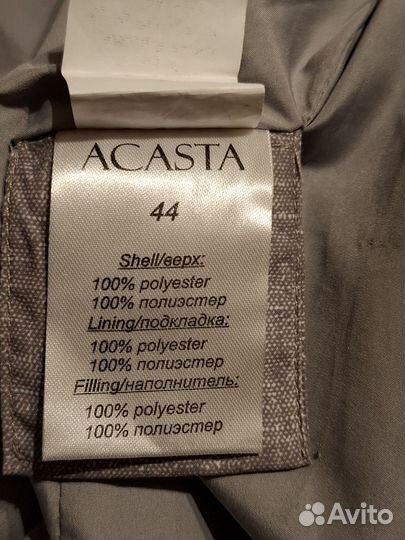 ACASTA
44
Shell/верх:
100% polyester
100% полиэстер
Lining/подкладка:
100% polyester
100% полиэстер
Filling/наполнитель:
100% polyester
100% полиэстер
Avito